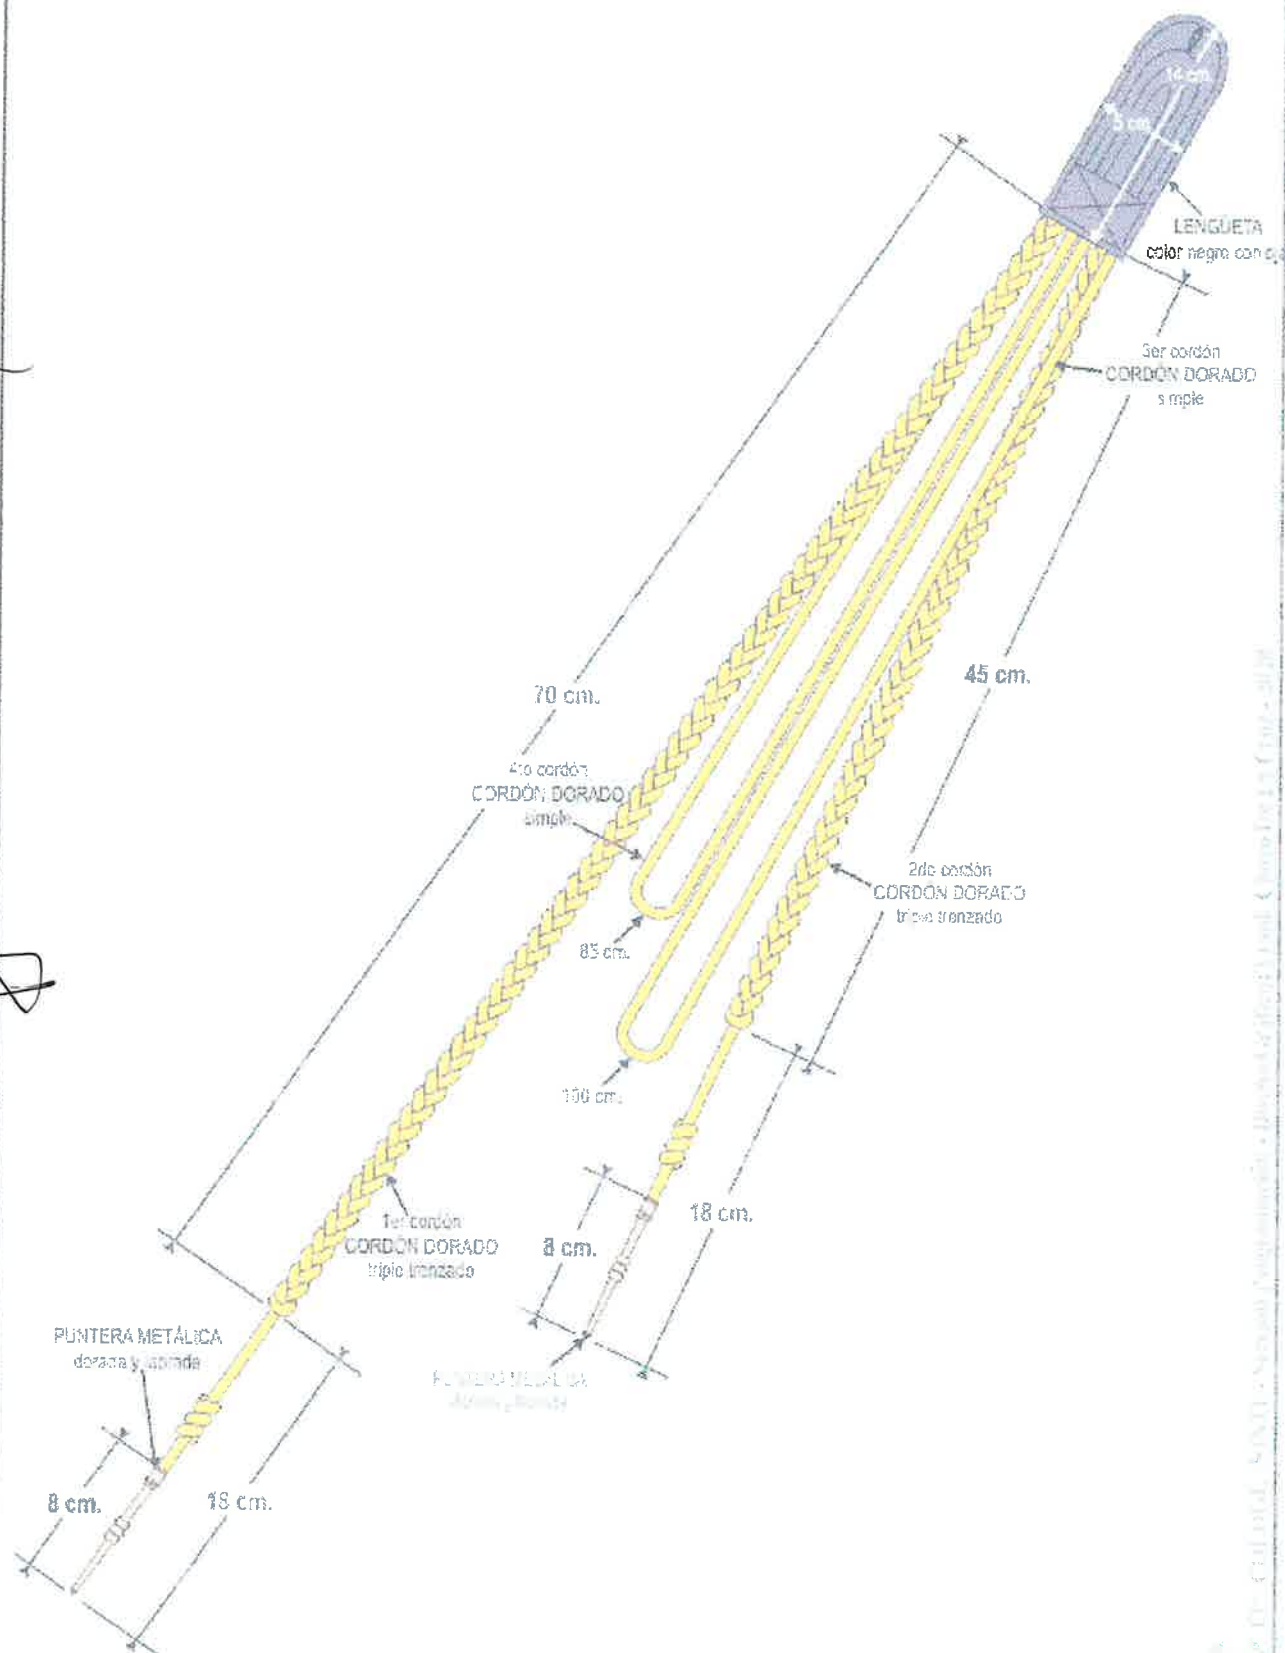 14 cm.
5 cm.
LENGÜETA
color negro con
3er cordón
CORDÓN DORADO
simple
45 cm.
70 cm.
4to cordón
CORDÓN DORADO
simple
2do cordón
CORDÓN DORADO
triple trenzado
85 cm.
100 cm.
18 cm.
8 cm.
1er cordón
CORDÓN DORADO
triple trenzado
PUNTERA METÁLICA
dorada y labrada
PUNTERA METÁLICA
8 cm.
18 cm.